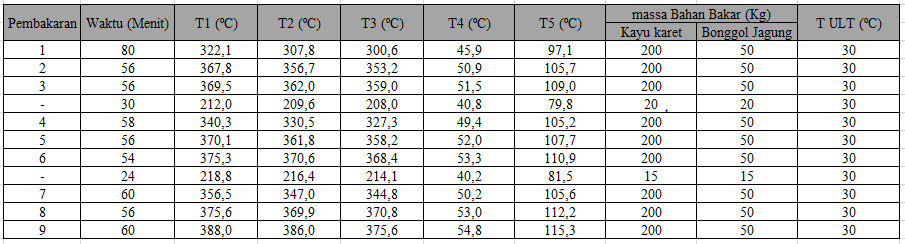 Pembakaran Waktu (Menit) T1 (⁰C) T2 (⁰C) T3 (⁰C) T4 (⁰C) T5 (⁰C) massa Bahan Bakar (Kg) T ULT (⁰C)
Kayu karet Bonggol Jagung
1 80 322,1 307,8 300,6 45,9 97,1 200 50 30
2 56 367,8 356,7 353,2 50,9 105,7 200 50 30
3 56 369,5 362,0 359,0 51,5 109,0 200 50 30
- 30 212,0 209,6 208,0 40,8 79,8 20 20 30
4 58 340,3 330,5 327,3 49,4 105,2 200 50 30
5 56 370,1 361,8 358,2 52,0 107,7 200 50 30
6 54 375,3 370,6 368,4 53,3 110,9 200 50 30
- 24 218,8 216,4 214,1 40,2 81,5 15 15 30
7 60 356,5 347,0 344,8 50,2 105,6 200 50 30
8 56 375,6 369,9 370,8 53,0 112,2 200 50 30
9 60 388,0 386,0 375,6 54,8 115,3 200 50 30